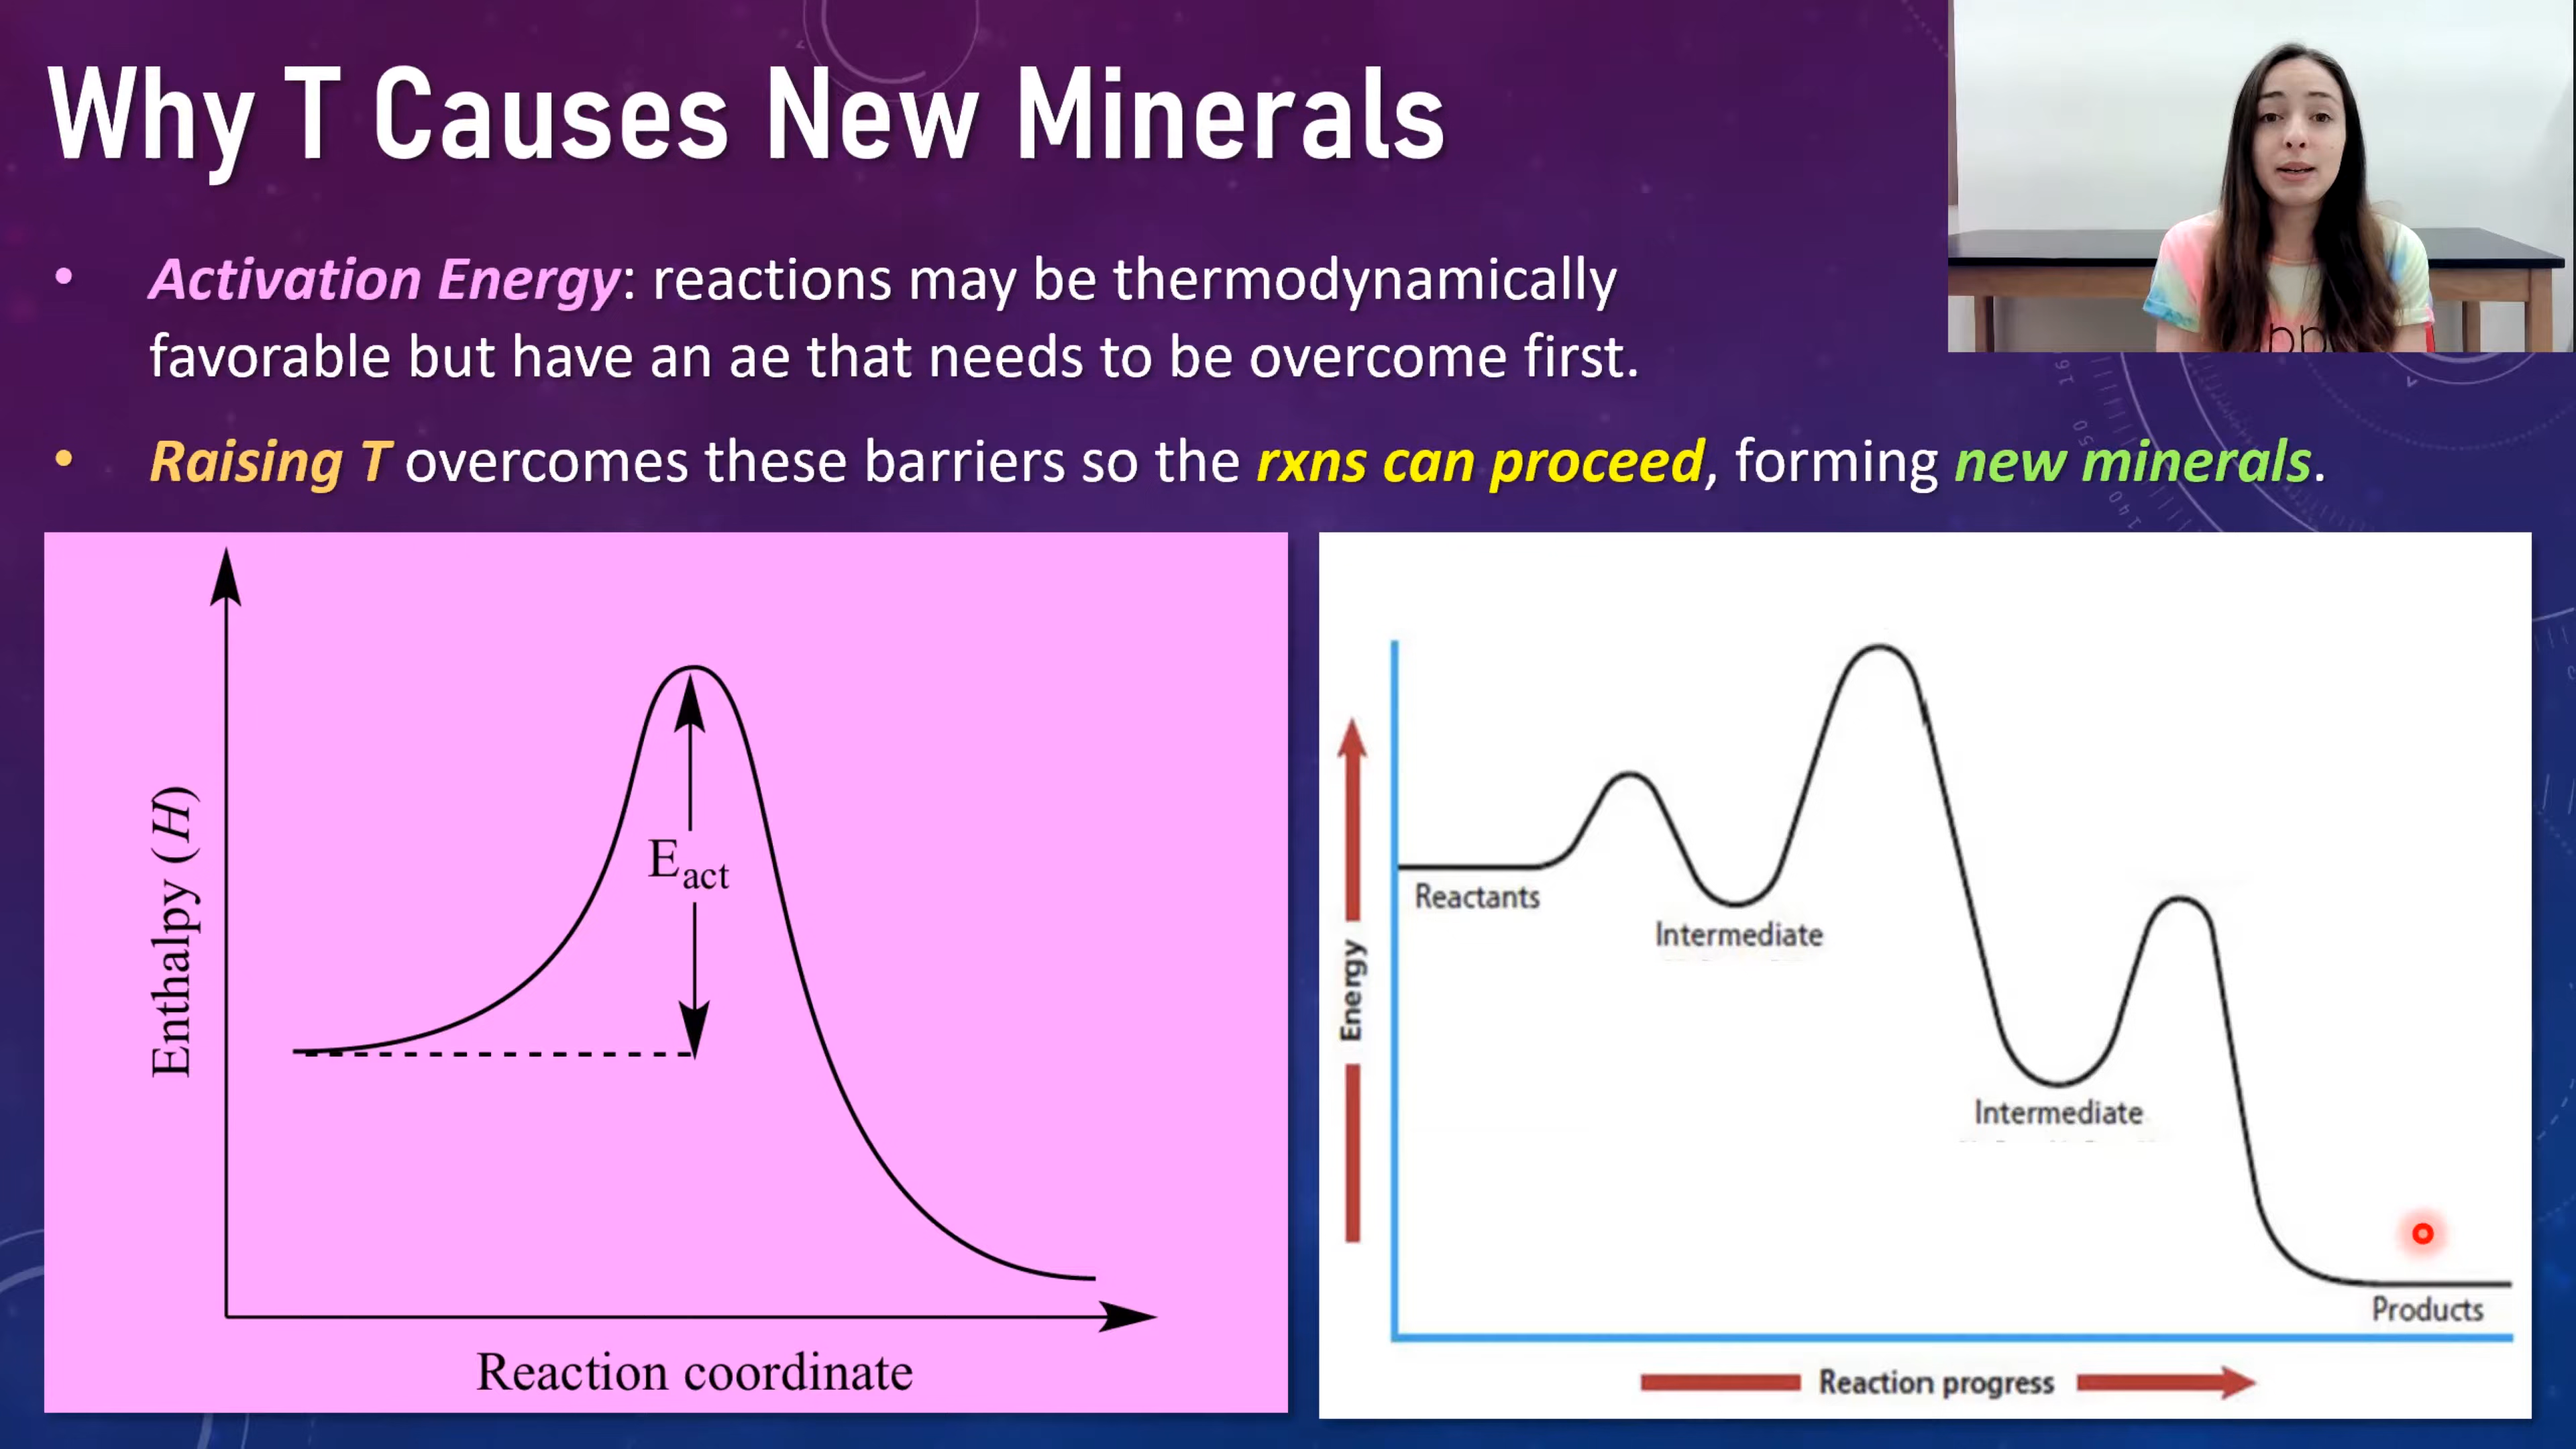 Why T Causes New Minerals
• Activation Energy: reactions may be thermodynamically
favorable but have an ae that needs to be overcome first.
• Raising T overcomes these barriers so the rxns can proceed, forming new minerals.
Enthalpy (H)
Eact
Reaction coordinate
Energy
Reactants
Intermediate
Intermediate
Products
Reaction progress